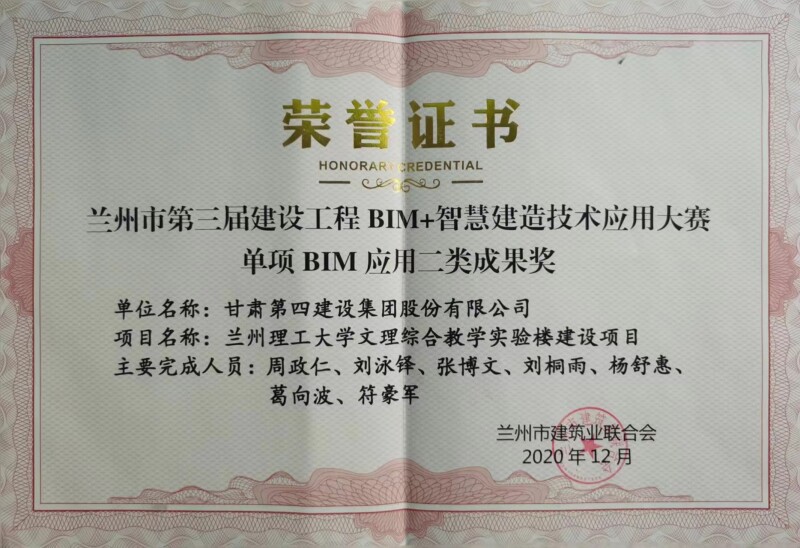 荣誉证书
HONORARY CREDENTIAL
兰州市第三届建设工程 BIM+智慧建造技术应用大赛
单项 BIM 应用二类成果奖
单位名称：甘肃第四建设集团股份有限公司
项目名称：兰州理工大学文理综合教学实验楼建设项目
主要完成人员：周政仁、刘泳铎、张博文、刘桐雨、杨舒惠、
葛向波、符豪军
兰州市建筑业联合会
2020 年 12 月